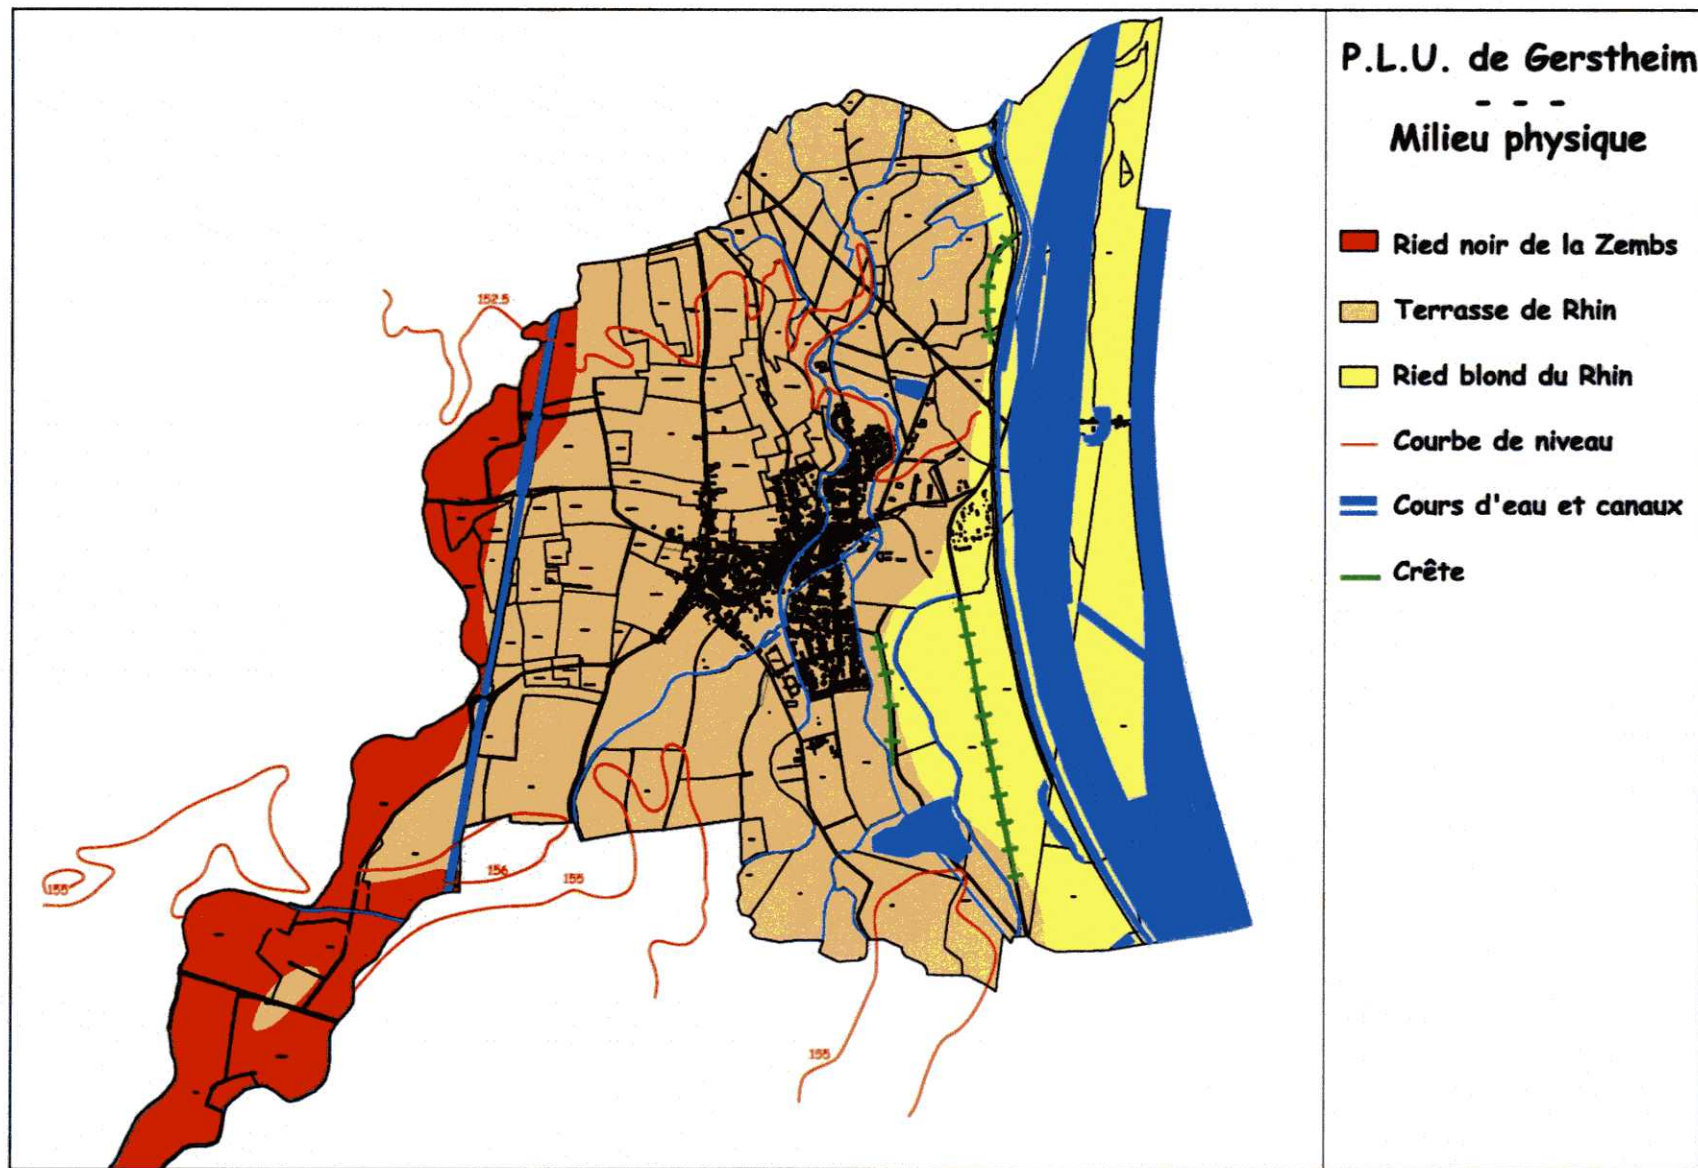 P.L.U. de Gerstheim
- - -
Milieu physique
Ried noir de la Zembs
Terrasse de Rhin
Ried blond du Rhin
Courbe de niveau
Cours d'eau et canaux
Crête
152.5
155
156
155
155